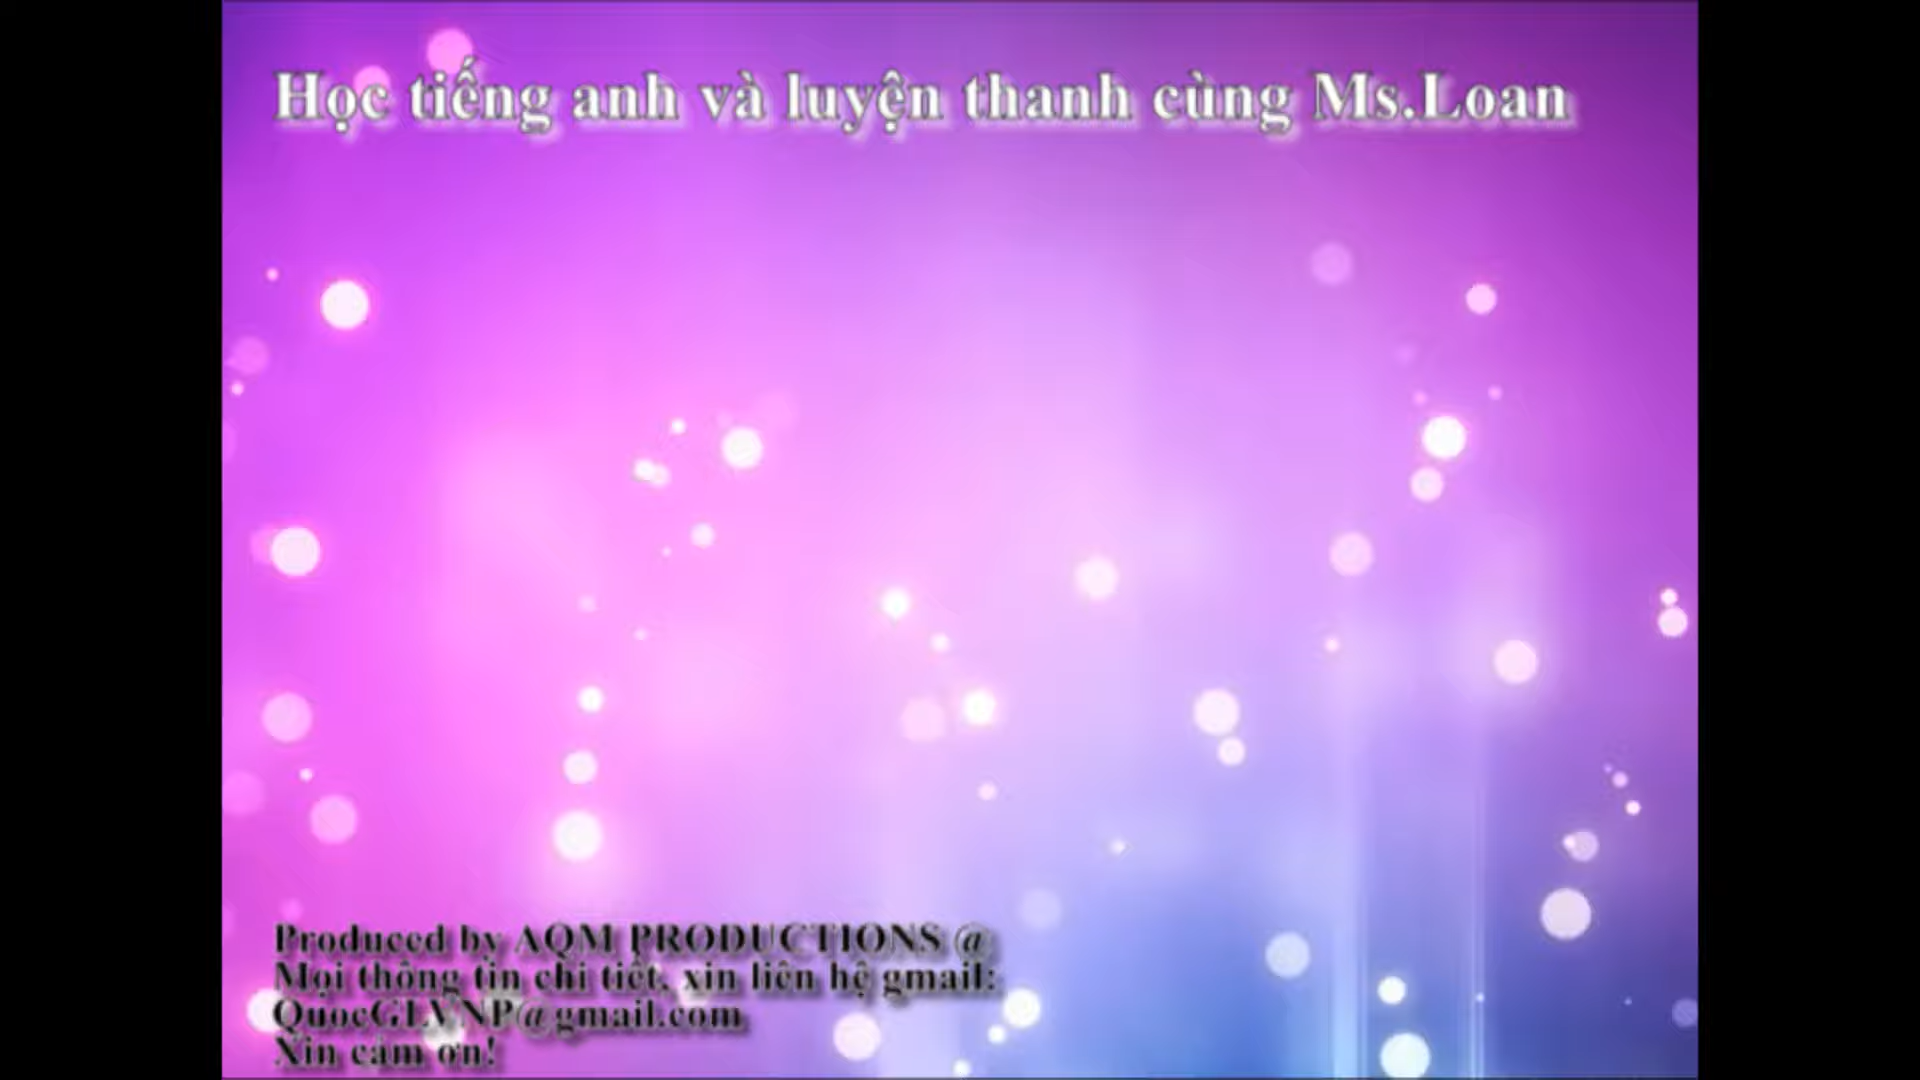 Học tiếng anh và luyện thanh cùng Ms.Loan
Produced by AQM PRODUCTIONS @
Mọi thông tin chi tiết, xin liên hệ gmail:
QuocGLVNP@gmail.com
Xin cảm ơn!